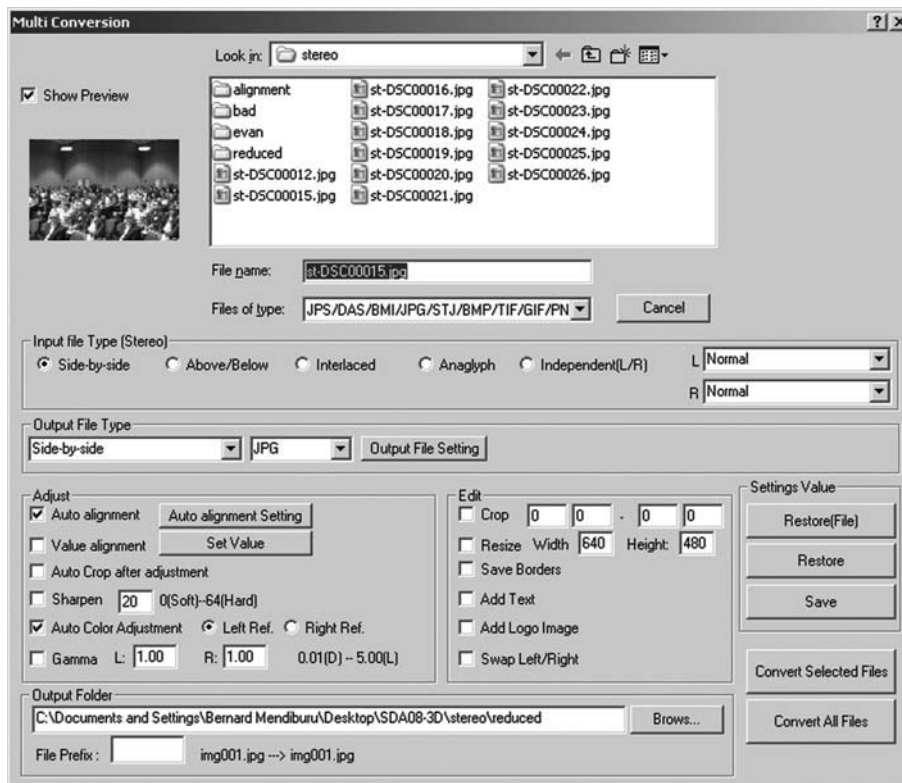 Multi Conversion
Look in: stereo
Show Preview
alignment st-DSC00016.jpg st-DSC00022.jpg
bad st-DSC00017.jpg st-DSC00023.jpg
evan st-DSC00018.jpg st-DSC00024.jpg
reduced st-DSC00019.jpg st-DSC00025.jpg
st-DSC00012.jpg st-DSC00020.jpg st-DSC00026.jpg
st-DSC00015.jpg st-DSC00021.jpg
File name: st-DSC00015.jpg
Files of type: JPS/DAS/BMI/JPG/STJ/BMP/TIF/GIF/PN Cancel
Input file Type (Stereo)
Side-by-side Above/Below Interlaced Anaglyph Independent(L/R) L Normal
R Normal
Output File Type
Side-by-side JPG Output File Setting
Adjust
Auto alignment Auto alignment Setting
Value alignment Set Value
Auto Crop after adjustment
Sharpen 20 0(Soft)--64(Hard)
Auto Color Adjustment Left Ref. Right Ref.
Gamma L: 1.00 R: 1.00 0.01(D) -- 5.00(L)
Edit
Crop 0 0 - 0 0
Resize Width 640 Height: 480
Save Borders
Add Text
Add Logo Image
Swap Left/Right
Settings Value
Restore(File)
Restore
Save
Convert Selected Files
Convert All Files
Output Folder
C:\Documents and Settings\Bernard Mendiburu\Desktop\SDA08-3D\stereo\reduced Brows...
File Prefix : img001.jpg ---> img001.jpg